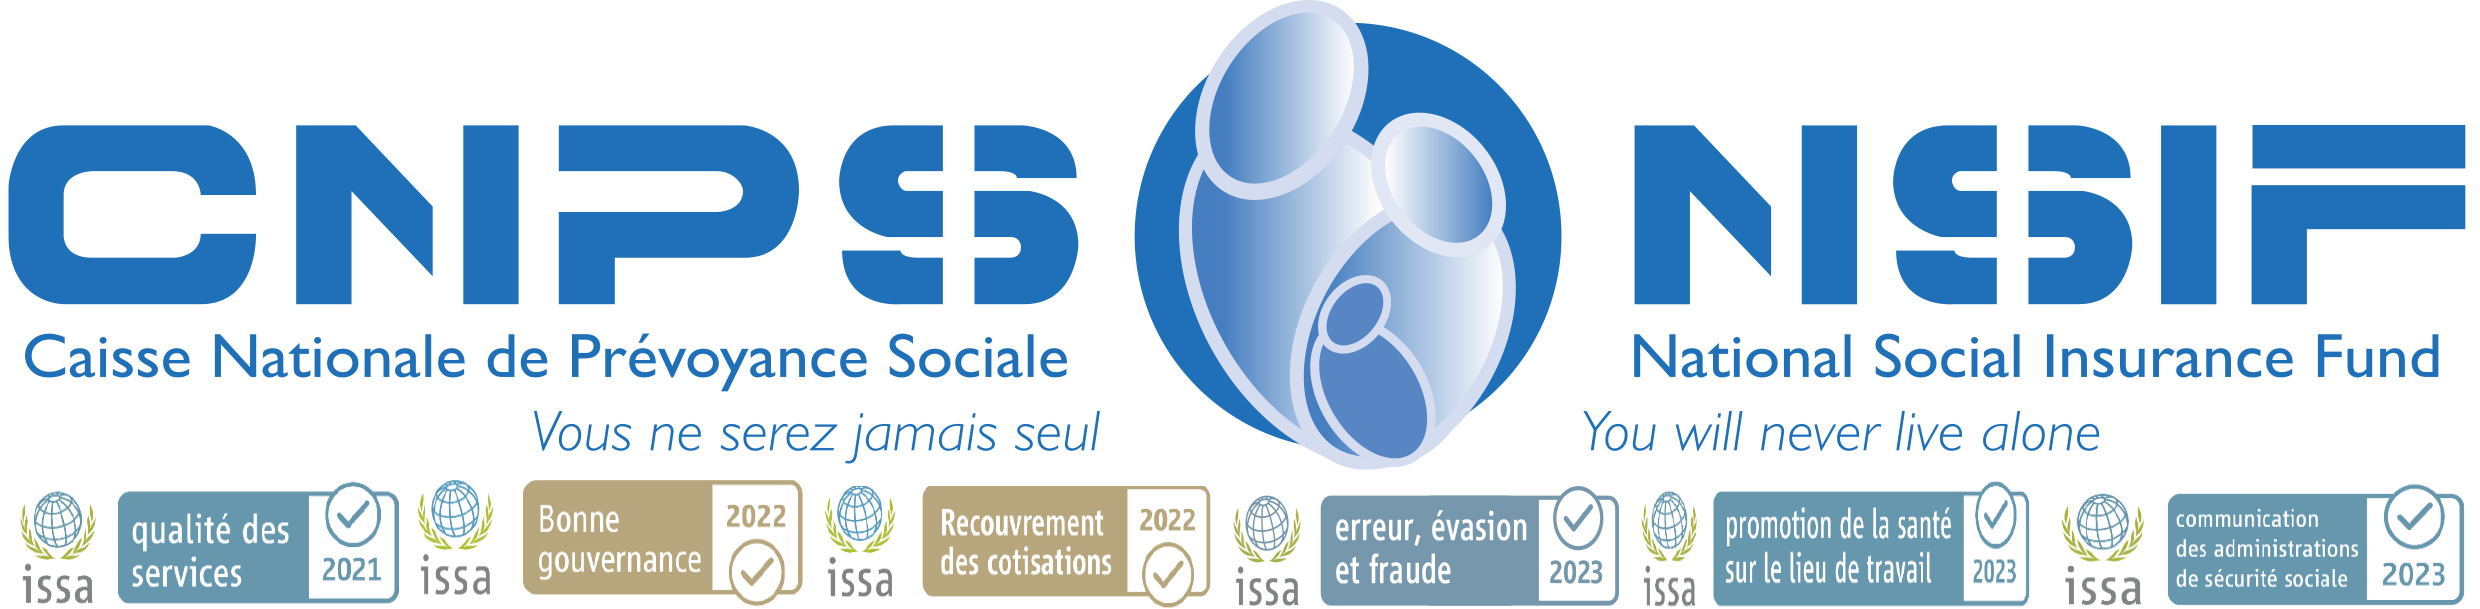 CNPS
Caisse Nationale de Prévoyance Sociale
Vous ne serez jamais seul
NSIF
National Social Insurance Fund
You will never live alone
issa
qualité des
services
2021
issa
Bonne
gouvernance
2022
issa
Recouvrement
des cotisations
2022
issa
erreur, évasion
et fraude
2023
issa
promotion de la santé
sur le lieu de travail
2023
issa
communication
des administrations
de sécurité sociale
2023